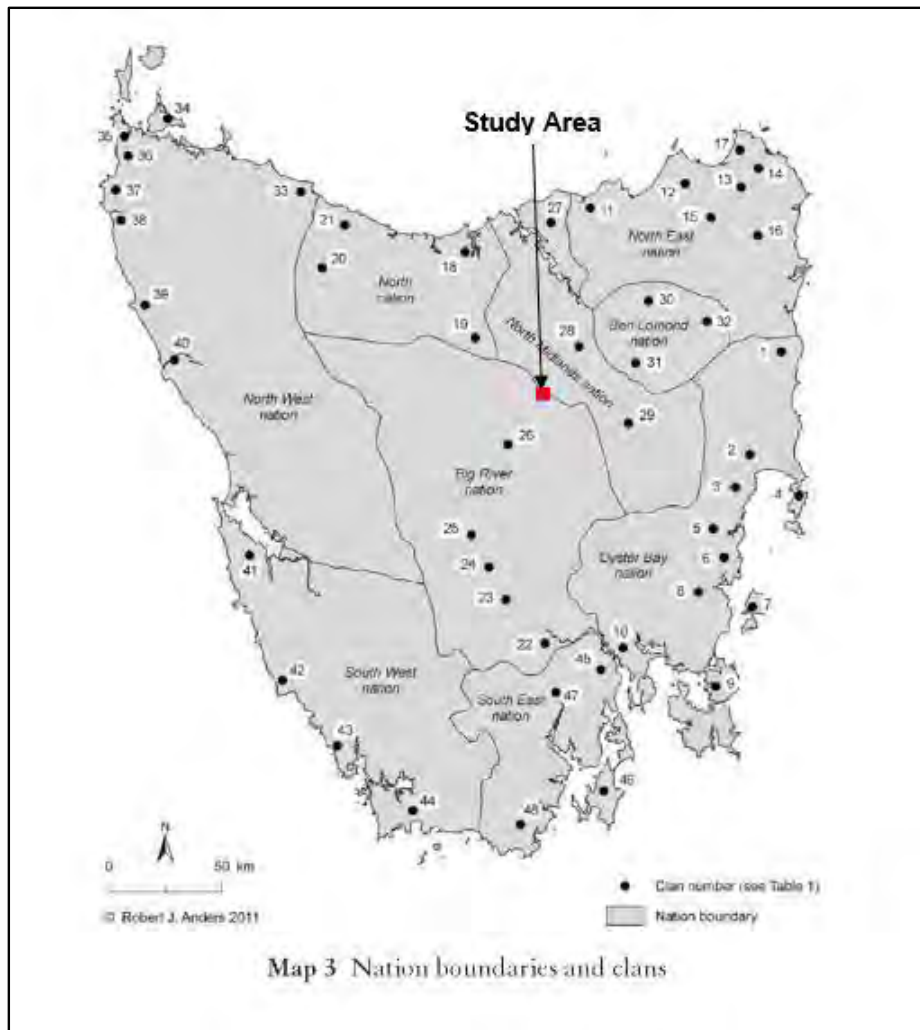 Study Area
34
35
36
37
38
33
21
20
18
19
27
11
12
17
14
13
15
16
North East
nation
North
nation
30
32
Ben Lomond
nation
31
28
North Midlands nation
1
39
40
29
North West
nation
26
Big River
nation
2
3
4
25
24
23
5
6
Oyster Bay
nation
8
7
41
22
10
45
42
South West
nation
South East
nation
47
9
43
46
44
48
N
0 50 km
© Robert J. Anders 2011
Clan number (see Table 1)
Nation boundary
Map 3 Nation boundaries and clans